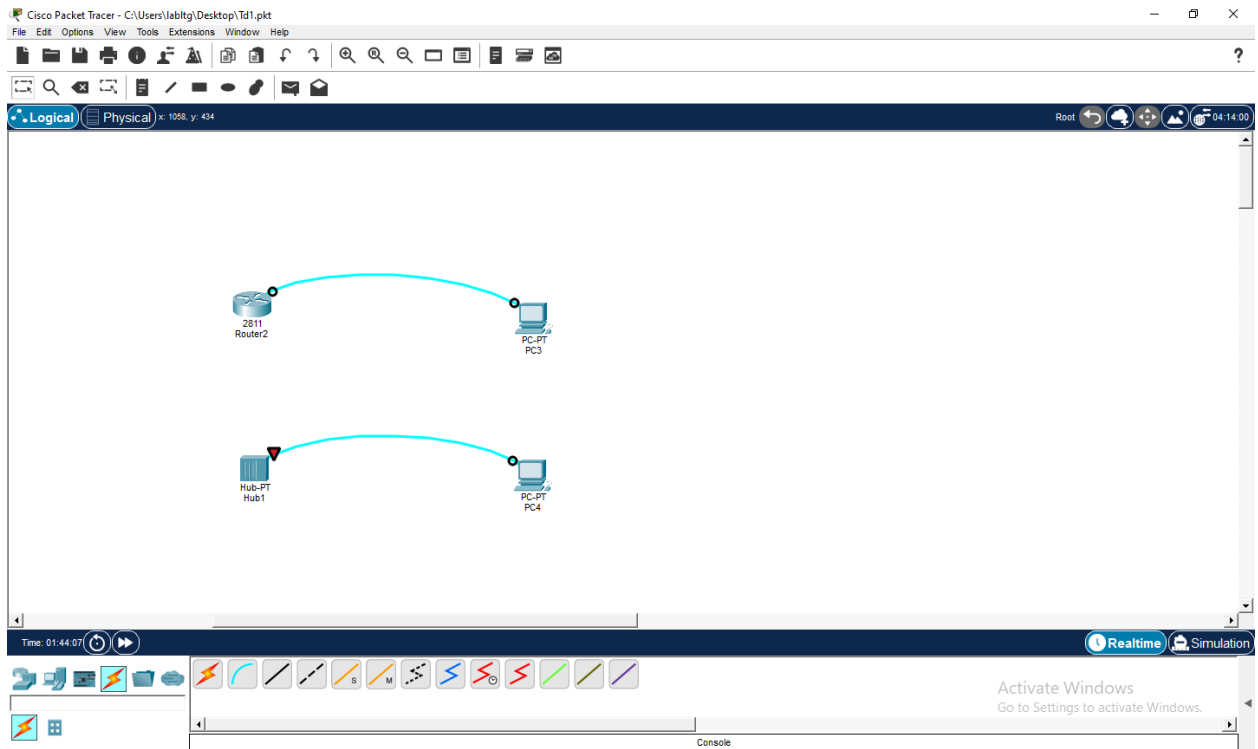 Cisco Packet Tracer - C:\Users\labltg\Desktop\Td1.pkt
File Edit Options View Tools Extensions Window Help
?
Logical Physical x: 1058, y: 434 Root 04:14:00
2811
Router2
PC-PT
PC3
Hub-PT
Hub1
PC-PT
PC4
Time: 01:44:07 Realtime Simulation
S M
Activate Windows
Go to Settings to activate Windows.
Console